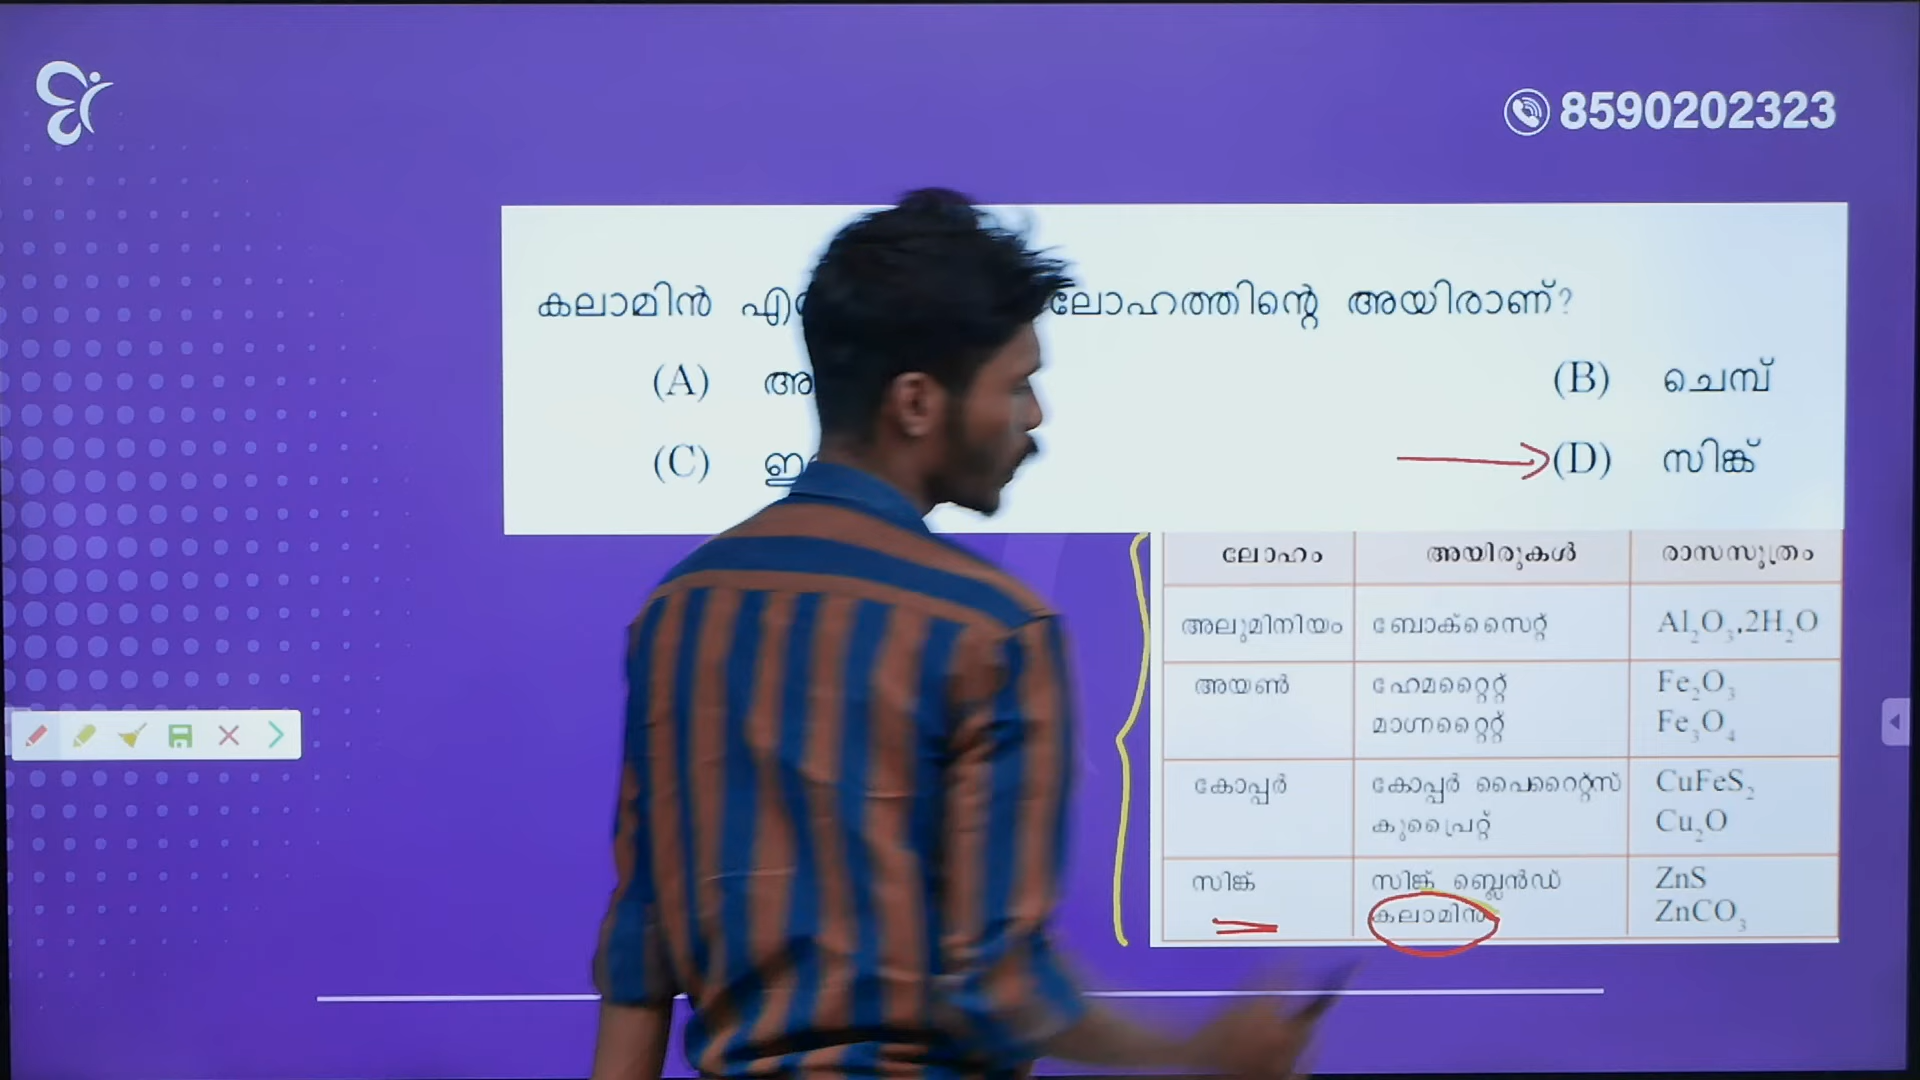 8590202323
കലാമിൻ ലോഹത്തിന്റെ അയിരാണ്?
(A)
(B) ചെമ്പ്
(C)
(D) സിങ്ക്
ലോഹം അയിരുകൾ രാസസൂത്രം
അലുമിനിയം ബോക്സൈറ്റ് Al₂O₃.2H₂O
അയൺ ഹേമറ്റൈറ്റ് Fe₂O₃
മാഗ്നറ്റൈറ്റ് Fe₃O₄
കോപ്പർ കോപ്പർ പൈറൈറ്റ്സ് CuFeS₂
കുപ്രൈറ്റ് Cu₂O
സിങ്ക് സിങ്ക് ബ്ലെൻഡ് ZnS
കലാമിൻ ZnCO₃